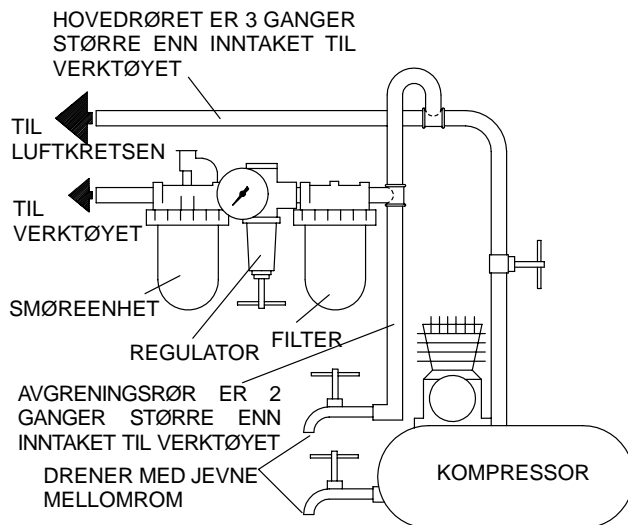 HOVEDRØRET ER 3 GANGER
STØRRE ENN INNTAKET TIL
VERKTØYET
TIL
LUFTKRETSEN
TIL
VERKTØYET
SMØREENHET
REGULATOR
FILTER
AVGRENINGSRØR ER 2
GANGER STØRRE ENN
INNTAKET TIL VERKTØYET
DRENER MED JEVNE
MELLOMROM
KOMPRESSOR